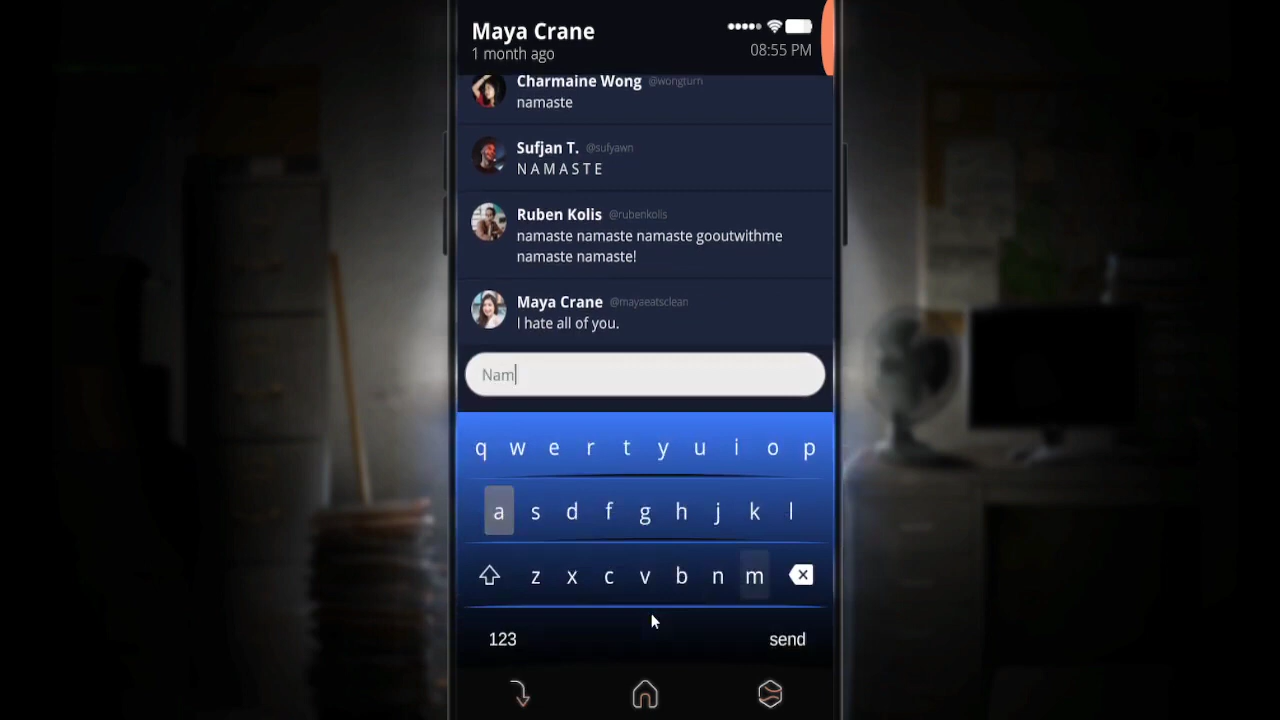 Maya Crane
1 month ago
08:55 PM
Charmaine Wong @wongturn
namaste
Sufjan T. @sufyawn
N A M A S T E
Ruben Kolis @rubenkolis
namaste namaste namaste gooutwithme
namaste namaste!
Maya Crane @mayaeatsclean
I hate all of you.
Nam
q w e r t y u i o p
a s d f g h j k l
z x c v b n m
123 send